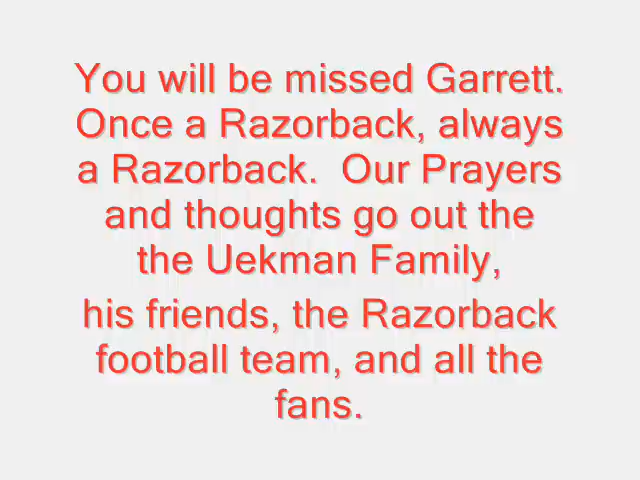 You will be missed Garrett.
Once a Razorback, always
a Razorback.  Our Prayers
and thoughts go out the
the Uekman Family,
his friends, the Razorback
football team, and all the
fans.